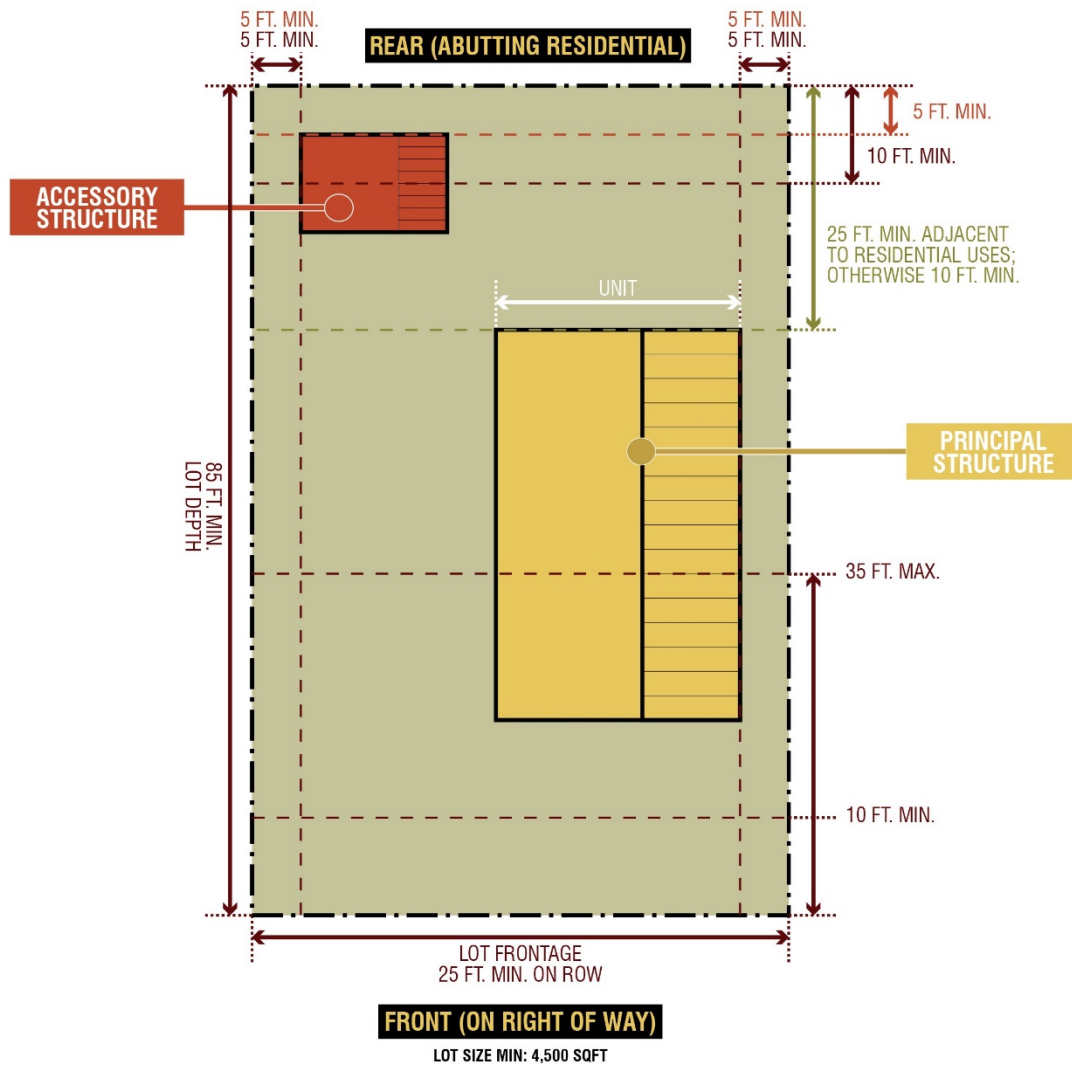 5 FT. MIN.
5 FT. MIN.
REAR (ABUTTING RESIDENTIAL)
5 FT. MIN.
5 FT. MIN.
5 FT. MIN.
10 FT. MIN.
ACCESSORY
STRUCTURE
25 FT. MIN. ADJACENT
TO RESIDENTIAL USES;
OTHERWISE 10 FT. MIN.
UNIT
PRINCIPAL
STRUCTURE
85 FT. MIN.
LOT DEPTH
35 FT. MAX.
10 FT. MIN.
LOT FRONTAGE
25 FT. MIN. ON ROW
FRONT (ON RIGHT OF WAY)
LOT SIZE MIN: 4,500 SQFT